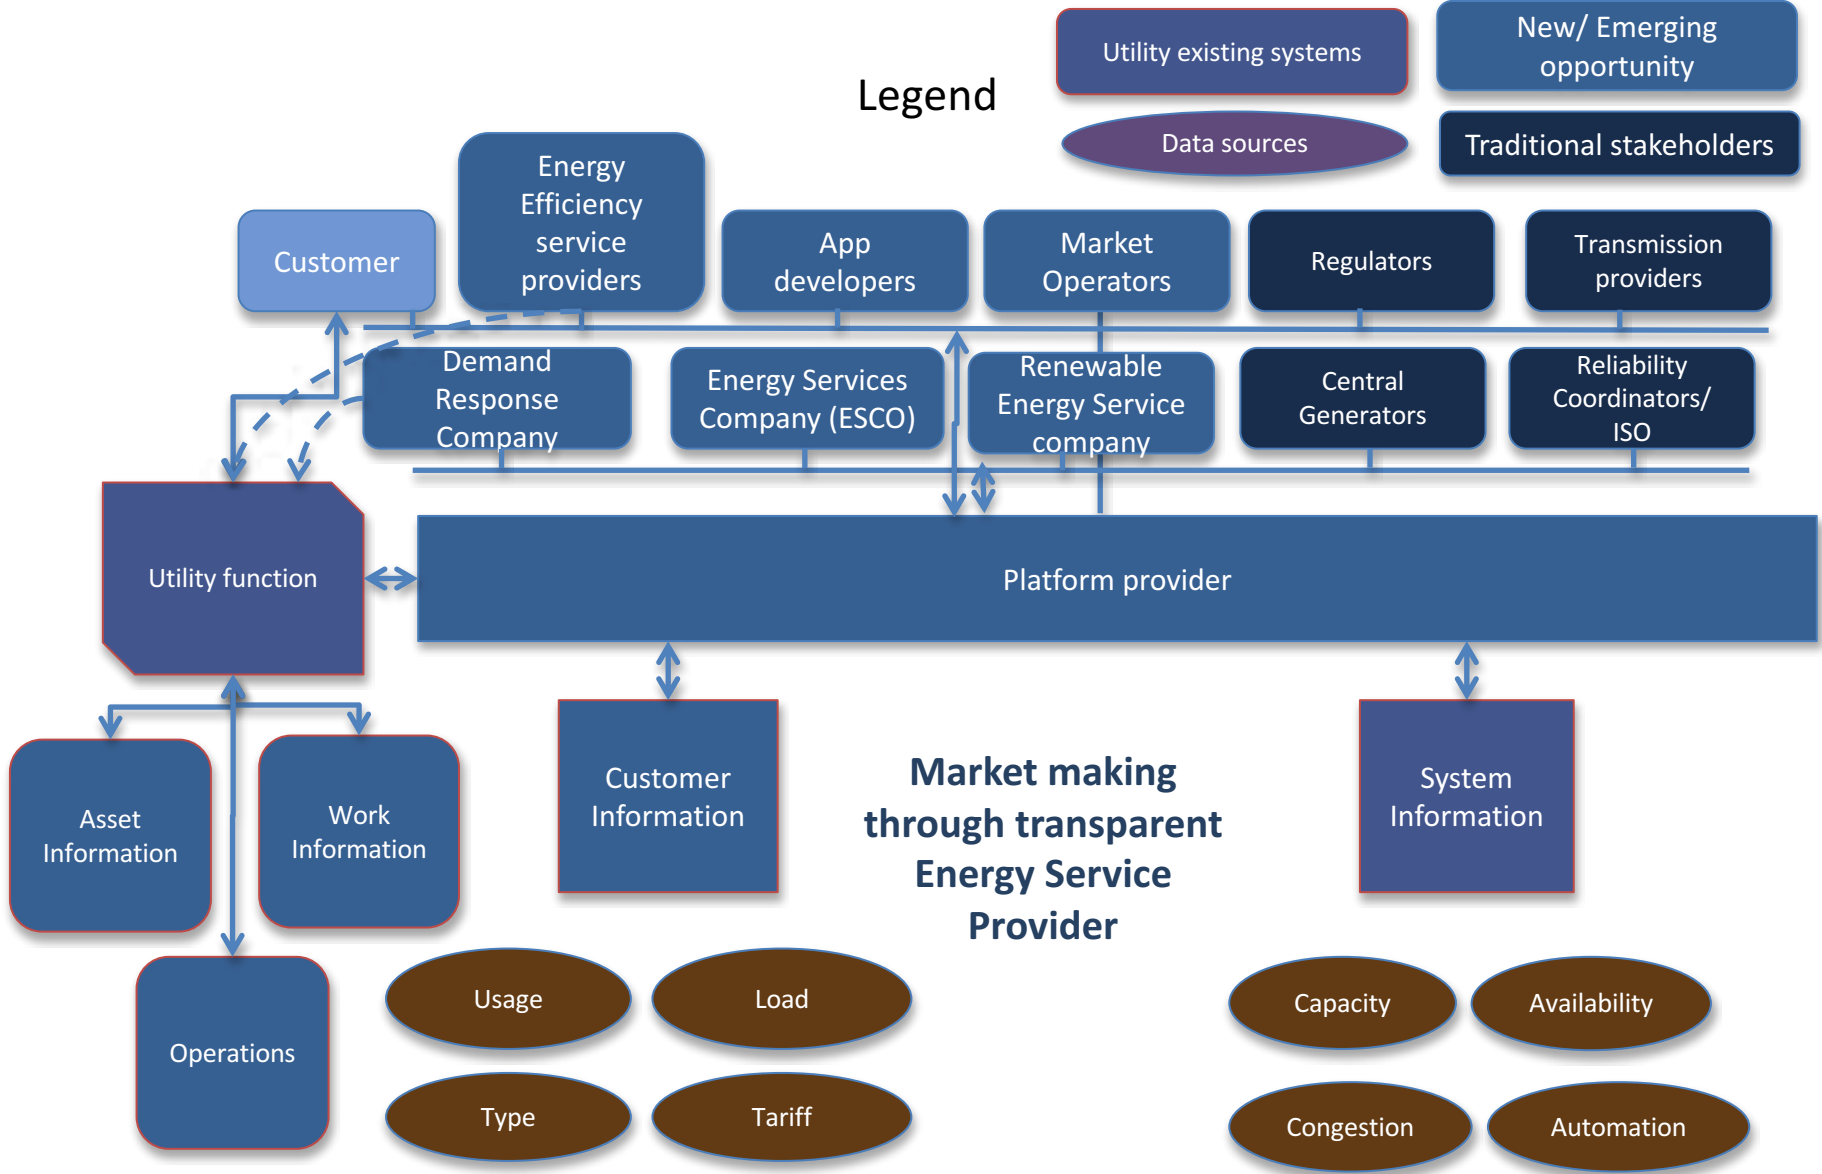 Legend
Utility existing systems
New/ Emerging
opportunity
Data sources
Traditional stakeholders
Customer
Energy
Efficiency
service
providers
App
developers
Market
Operators
Regulators
Transmission
providers
Demand
Response
Company
Energy Services
Company (ESCO)
Renewable
Energy Service
company
Central
Generators
Reliability
Coordinators/
ISO
Utility function
Platform provider
Asset
Information
Work
Information
Customer
Information
Market making
through transparent
Energy Service
Provider
System
Information
Operations
Usage
Load
Type
Tariff
Capacity
Availability
Congestion
Automation